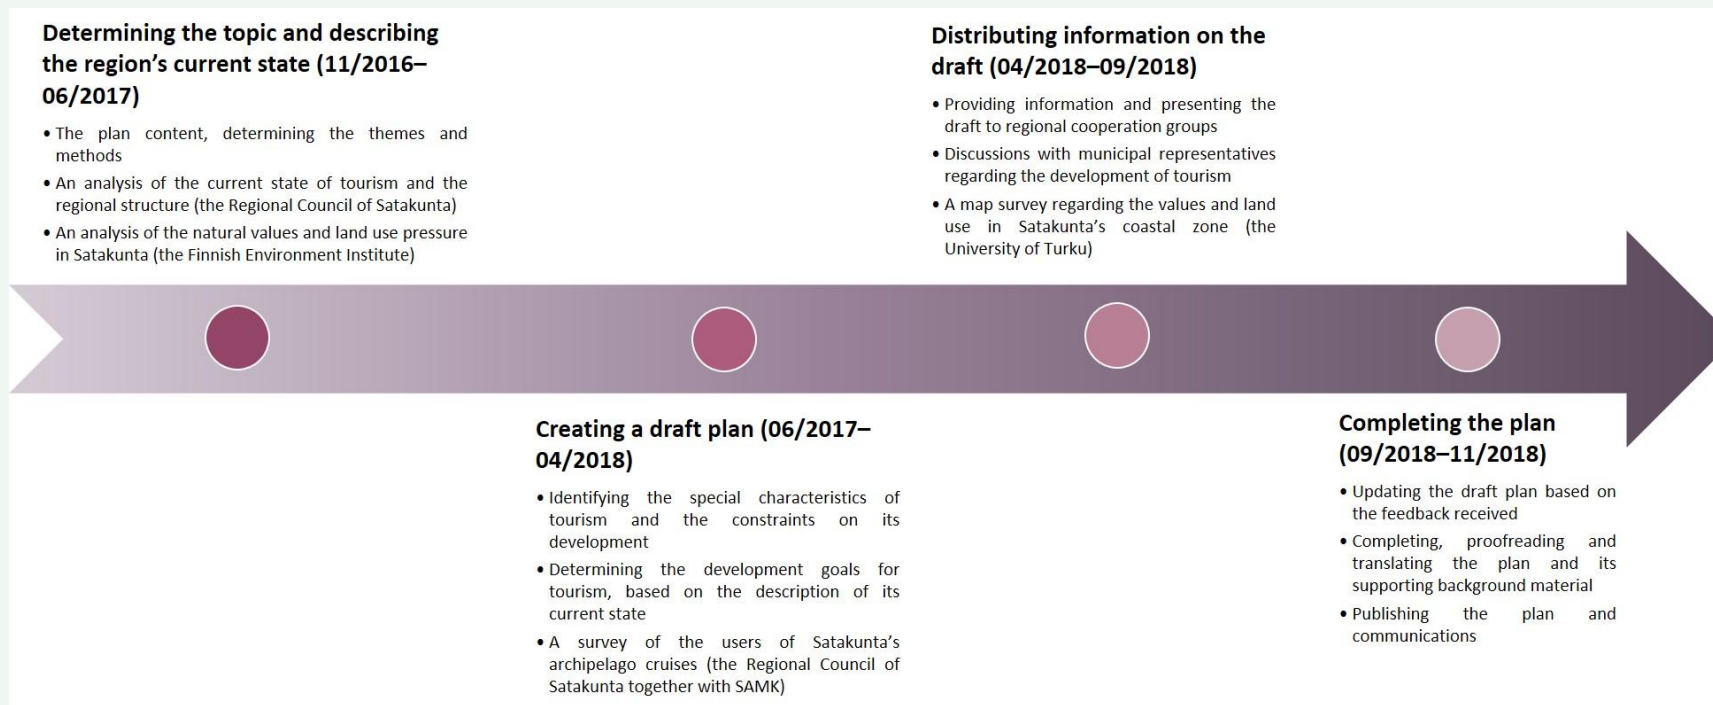 Determining the topic and describing
the region’s current state (11/2016–
06/2017)
• The plan content, determining the themes and
methods
• An analysis of the current state of tourism and the
regional structure (the Regional Council of Satakunta)
• An analysis of the natural values and land use pressure
in Satakunta (the Finnish Environment Institute)
Creating a draft plan (06/2017–
04/2018)
• Identifying the special characteristics of
tourism and the constraints on its
development
• Determining the development goals for
tourism, based on the description of its
current state
• A survey of the users of Satakunta’s
archipelago cruises (the Regional Council of
Satakunta together with SAMK)
Distributing information on the
draft (04/2018–09/2018)
• Providing information and presenting the
draft to regional cooperation groups
• Discussions with municipal representatives
regarding the development of tourism
• A map survey regarding the values and land
use in Satakunta’s coastal zone (the
University of Turku)
Completing the plan
(09/2018–11/2018)
• Updating the draft plan based on
the feedback received
• Completing, proofreading and
translating the plan and its
supporting background material
• Publishing the plan and
communications